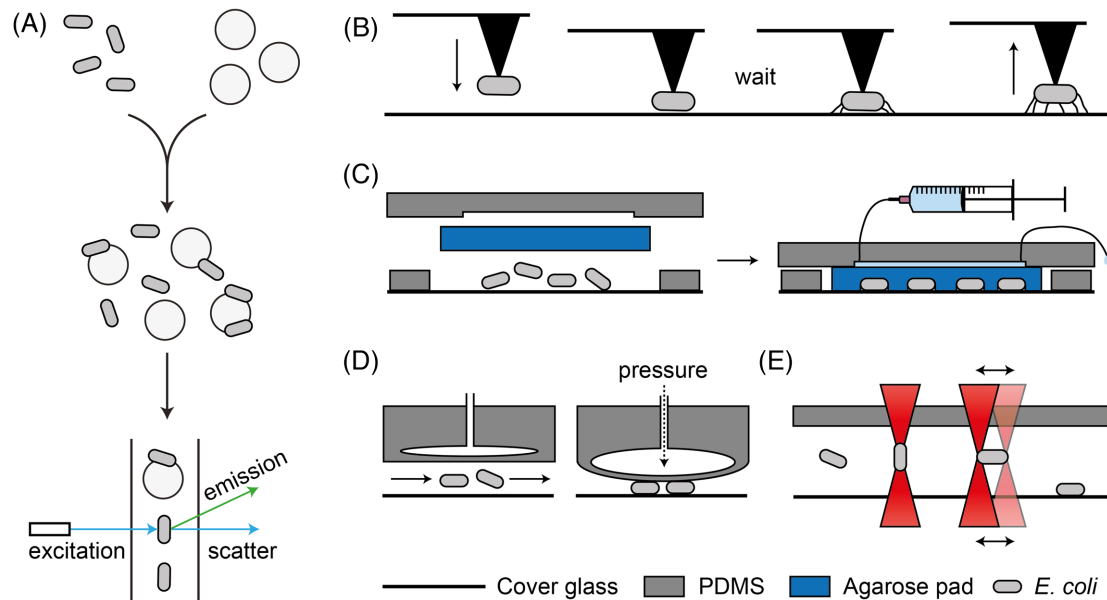 (A)
emission
excitation
scatter
(B)
wait
(C)
(D)
pressure
(E)
Cover glass
PDMS
Agarose pad
E. coli